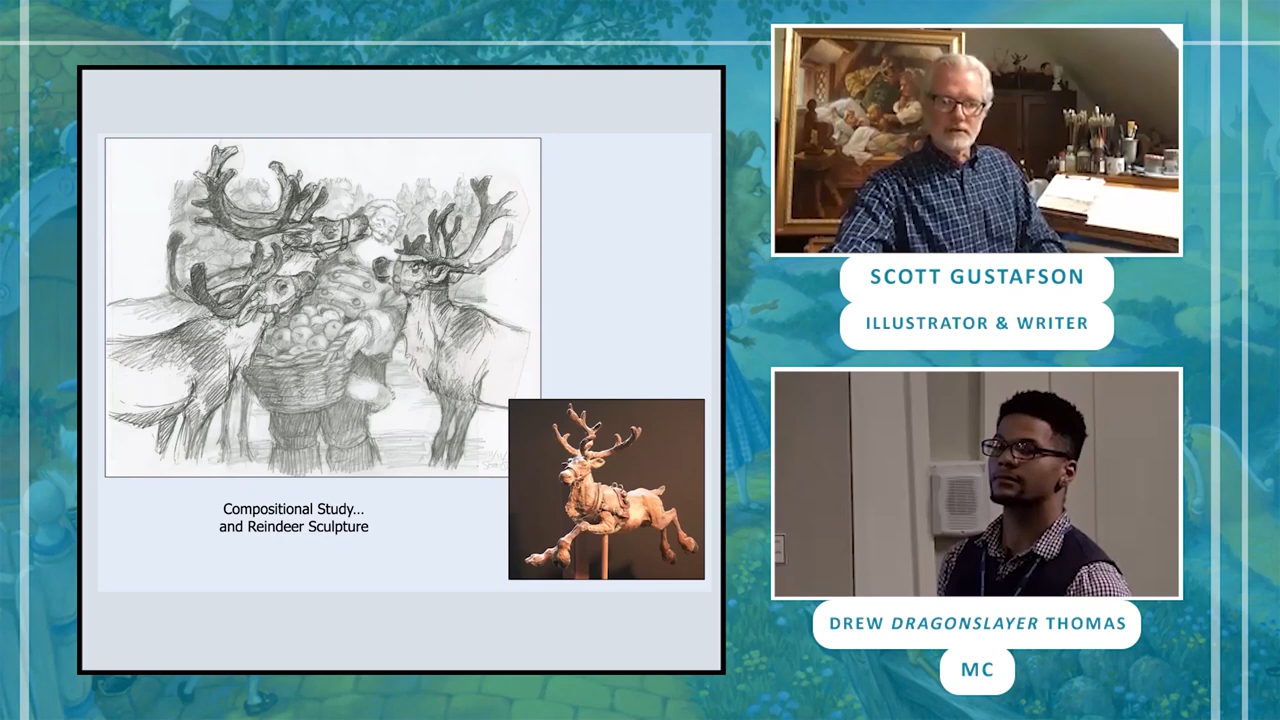 Compositional Study...
and Reindeer Sculpture
SCOTT GUSTAFSON
ILLUSTRATOR & WRITER
DREW DRAGONSLAYER THOMAS
MC